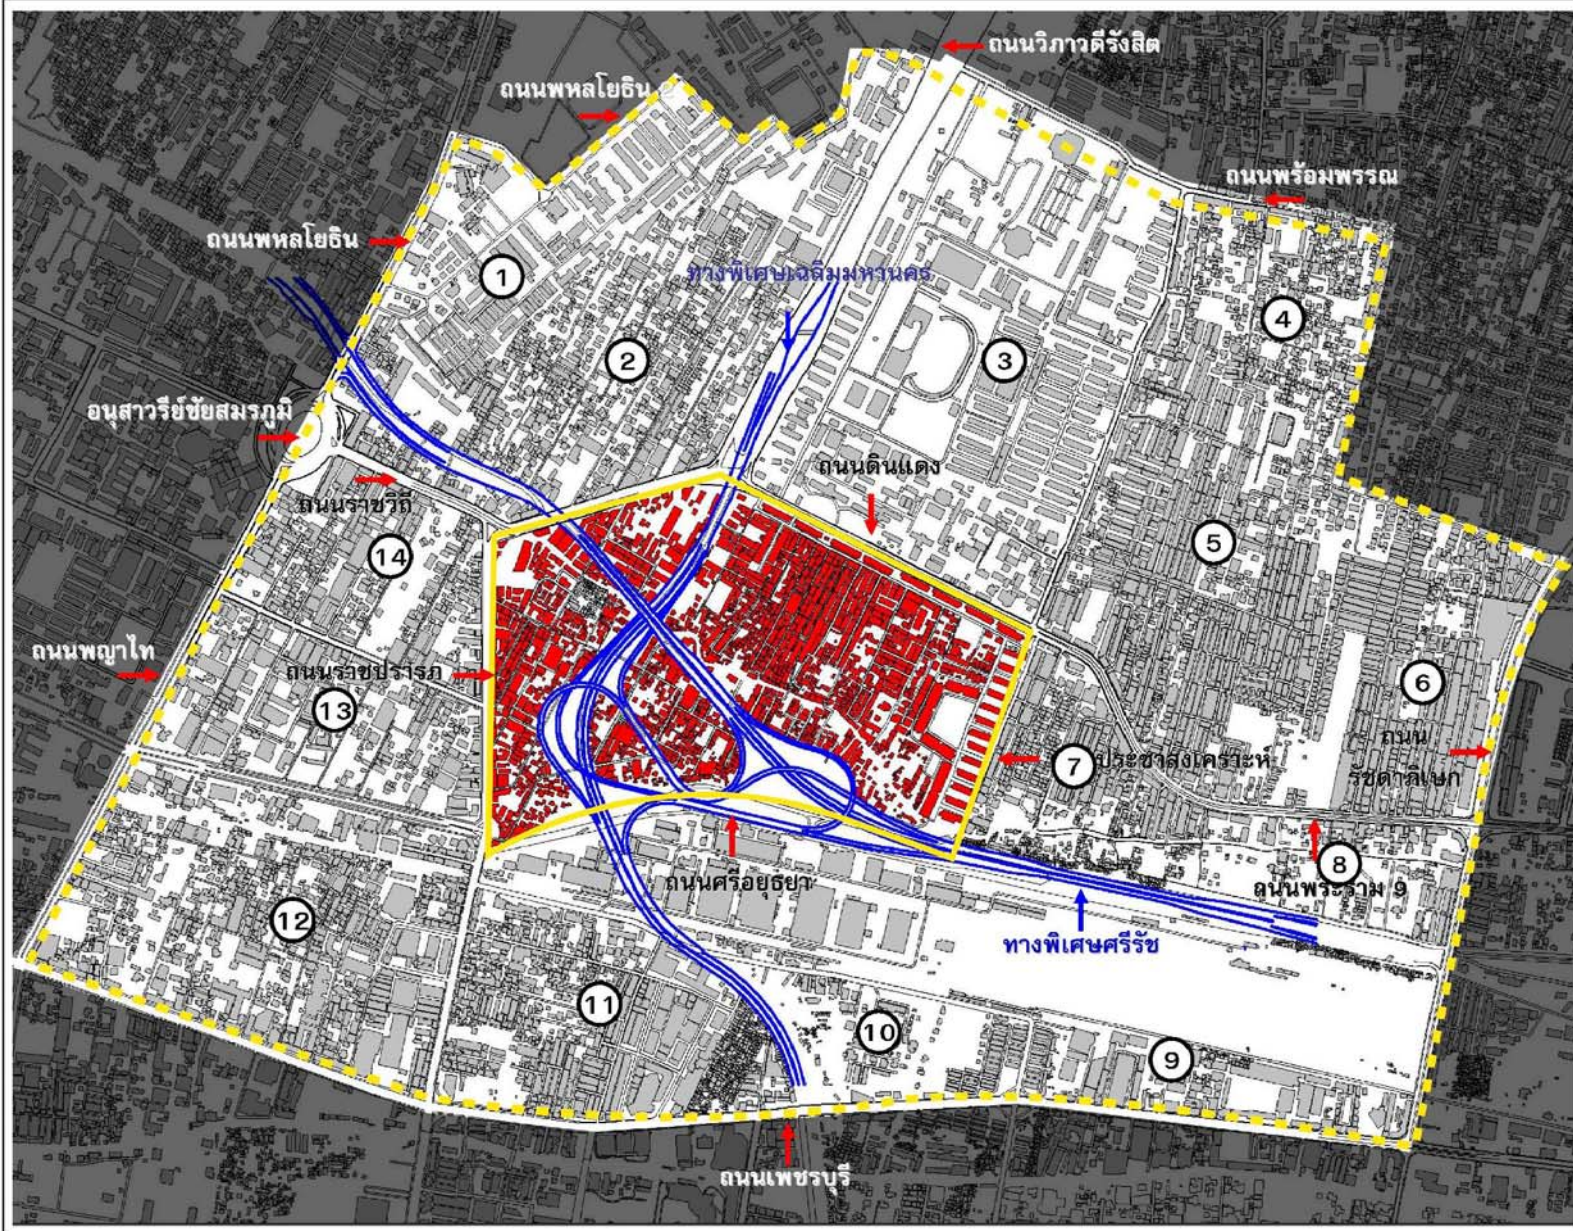 ถนนวิภาวดีรังสิต
ถนนพหลโยธิน
ถนนพร้อมพรรณ
ถนนพหลโยธิน
1
ทางพิเศษเฉลิมมหานคร
4
2
3
อนุสาวรีย์ชัยสมรภูมิ
ถนนดินแดง
ถนนราชวิถี
14
5
ถนนพญาไท
ถนนราชปรารภ
13
6
ถนน
รัชดาภิเษก
7
ประชาสงเคราะห์
8
ถนนพระราม 9
ถนนศรีอยุธยา
12
ทางพิเศษศรีรัช
11
10
9
ถนนเพชรบุรี